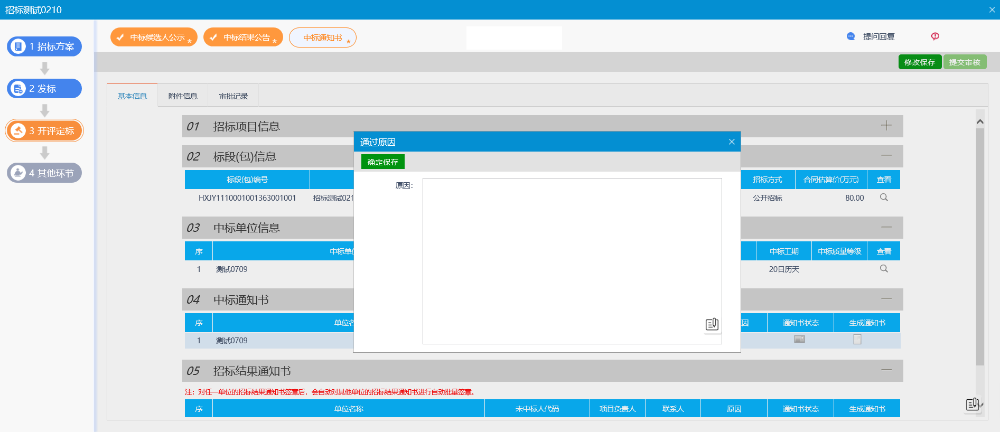 招标测试0210
1 招标方案
2 发标
3 开评定标
4 其他环节
中标候选人公示 *
中标结果公告 *
中标通知书 *
提问回复
修改保存
提交审核
基本信息
附件信息
审批记录
01 招标项目信息
02 标段(包)信息
标段(包)编号
招标方式
合同估算价(万元)
查看
HXJY1110001001363001001
招标测试021
公开招标
80.00
03 中标单位信息
序
中标单
中标工期
中标质量等级
查看
1
测试0709
20日历天
04 中标通知书
序
单位名
因
通知书状态
生成通知书
1
测试0709
05 招标结果通知书
注：对任一单位的招标结果通知书签章后，会自动对其他单位的招标结果通知书进行自动批量签章。
序
单位名称
未中标人代码
项目负责人
联系人
原因
通知书状态
生成通知书
通过原因
确定保存
原因：